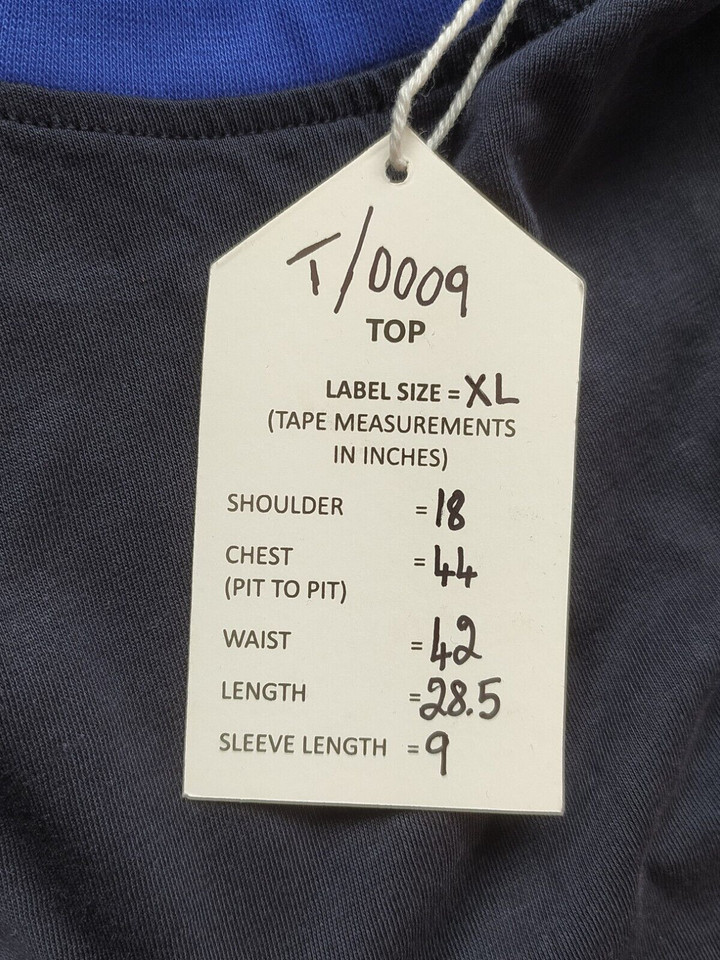 T/0009
TOP
LABEL SIZE = XL
(TAPE MEASUREMENTS
IN INCHES)
SHOULDER = 18
CHEST = 44
(PIT TO PIT)
WAIST = 42
LENGTH = 28.5
SLEEVE LENGTH = 9